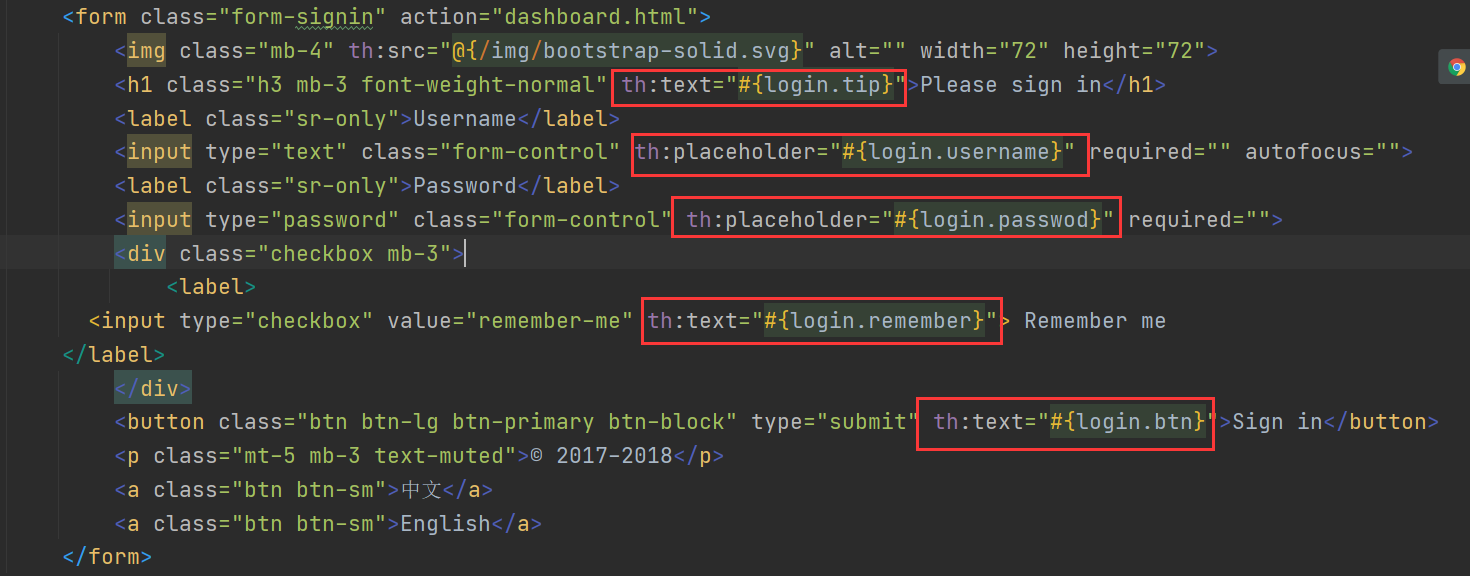 <form class="form-signin" action="dashboard.html">
<img class="mb-4" th:src="@{/img/bootstrap-solid.svg}" alt="" width="72" height="72">
<h1 class="h3 mb-3 font-weight-normal" th:text="#{login.tip}">Please sign in</h1>
<label class="sr-only">Username</label>
<input type="text" class="form-control" th:placeholder="#{login.username}" required="" autofocus="">
<label class="sr-only">Password</label>
<input type="password" class="form-control" th:placeholder="#{login.passwod}" required="">
<div class="checkbox mb-3">
<label>
<input type="checkbox" value="remember-me" th:text="#{login.remember}"> Remember me
</label>
</div>
<button class="btn btn-lg btn-primary btn-block" type="submit" th:text="#{login.btn}">Sign in</button>
<p class="mt-5 mb-3 text-muted">© 2017-2018</p>
<a class="btn btn-sm">中文</a>
<a class="btn btn-sm">English</a>
</form>